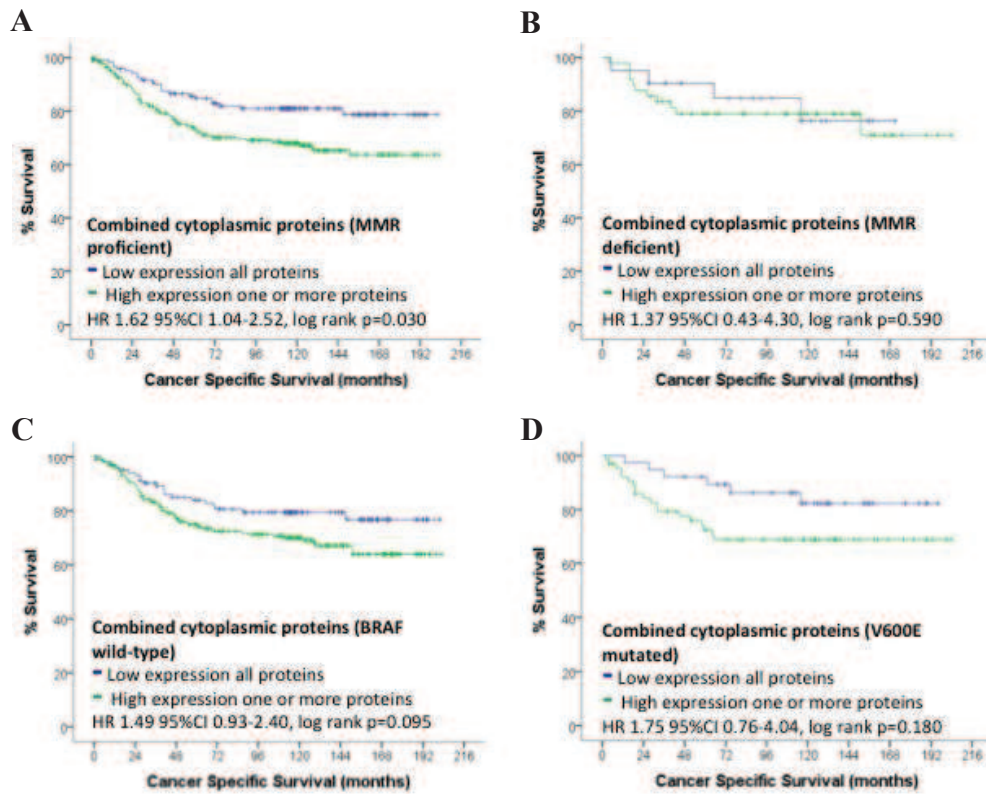 A
100
80
60
40
20
0
% Survival
Combined cytoplasmic proteins (MMR
proficient)
Low expression all proteins
High expression one or more proteins
HR 1.62 95%CI 1.04-2.52, log rank p=0.030
0 24 48 72 96 120 144 168 192 216
Cancer Specific Survival (months)
B
100
80
60
40
20
0
%Survival
Combined cytoplasmic proteins (MMR
deficient)
Low expression all proteins
High expression one or more proteins
HR 1.37 95%CI 0.43-4.30, log rank p=0.590
0 24 48 72 96 120 144 168 192 216
Cancer Specific Survival (months)
C
100
80
60
40
20
0
% Survival
Combined cytoplasmic proteins (BRAF
wild-type)
Low expression all proteins
High expression one or more proteins
HR 1.49 95%CI 0.93-2.40, log rank p=0.095
0 24 48 72 96 120 144 168 192 216
Cancer Specific Survival (months)
D
100
80
60
40
20
0
% Survival
Combined cytoplasmic proteins (V600E
mutated)
Low expression all proteins
High expression one or more proteins
HR 1.75 95%CI 0.76-4.04, log rank p=0.180
0 24 48 72 96 120 144 168 192 216
Cancer Specific Survival (months)